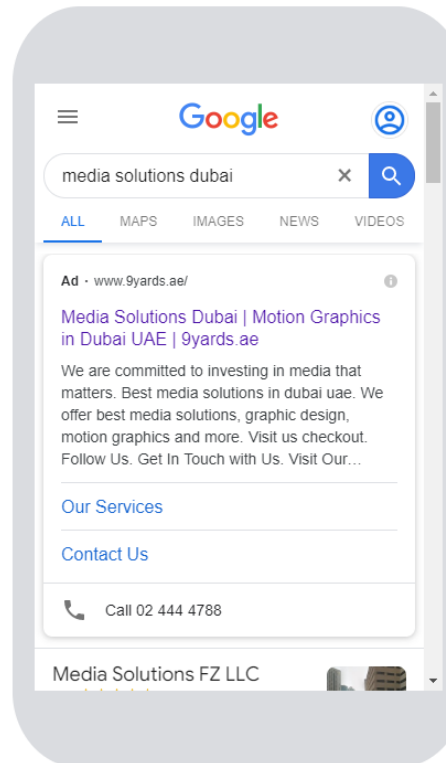 Google
media solutions dubai
ALL MAPS IMAGES NEWS VIDEOS
Ad · www.9yards.ae/
Media Solutions Dubai | Motion Graphics
in Dubai UAE | 9yards.ae
We are committed to investing in media that
matters. Best media solutions in dubai uae. We
offer best media solutions, graphic design,
motion graphics and more. Visit us checkout.
Follow Us. Get In Touch with Us. Visit Our…
Our Services
Contact Us
Call 02 444 4788
Media Solutions FZ LLC